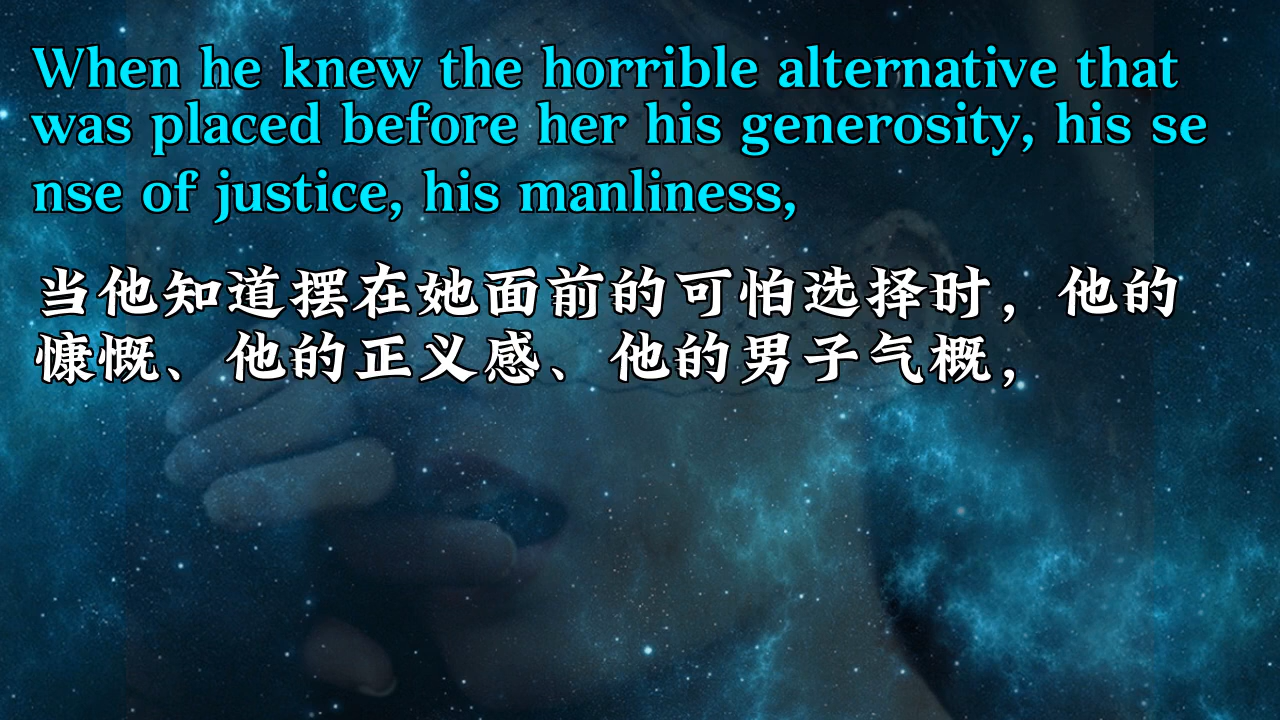 When he knew the horrible alternative that
was placed before her his generosity, his se
nse of justice, his manliness,
当他知道摆在她面前的可怕选择时，他的
慷慨、他的正义感、他的男子气概，